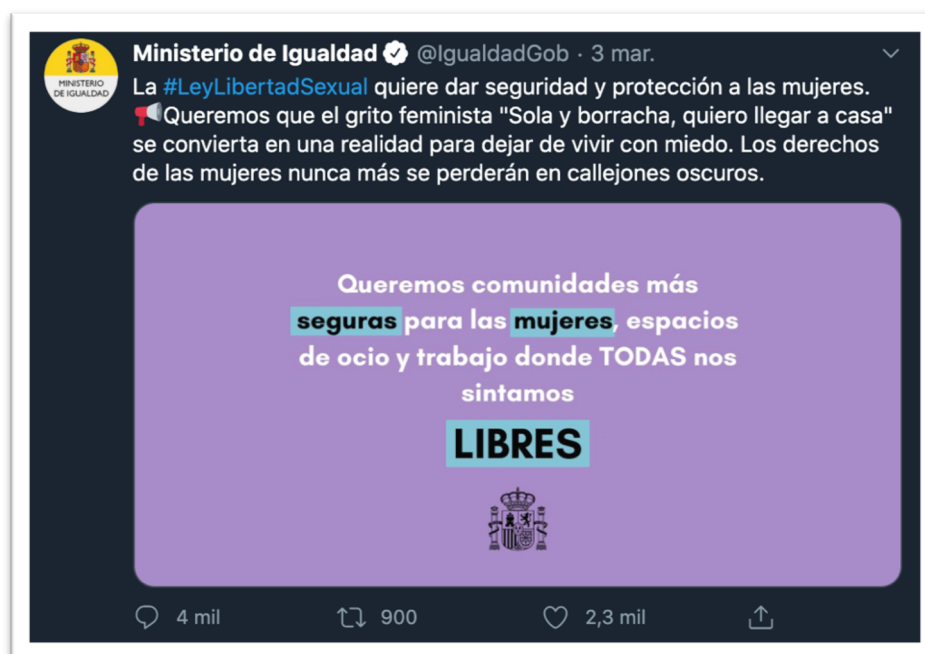 Ministerio de Igualdad @IgualdadGob · 3 mar.
MINISTERIO
DE IGUALDAD
La #LeyLibertadSexual quiere dar seguridad y protección a las mujeres.
📢Queremos que el grito feminista "Sola y borracha, quiero llegar a casa"
se convierta en una realidad para dejar de vivir con miedo. Los derechos
de las mujeres nunca más se perderán en callejones oscuros.
Queremos comunidades más
seguras para las mujeres, espacios
de ocio y trabajo donde TODAS nos
sintamos
LIBRES
4 mil 900 2,3 mil